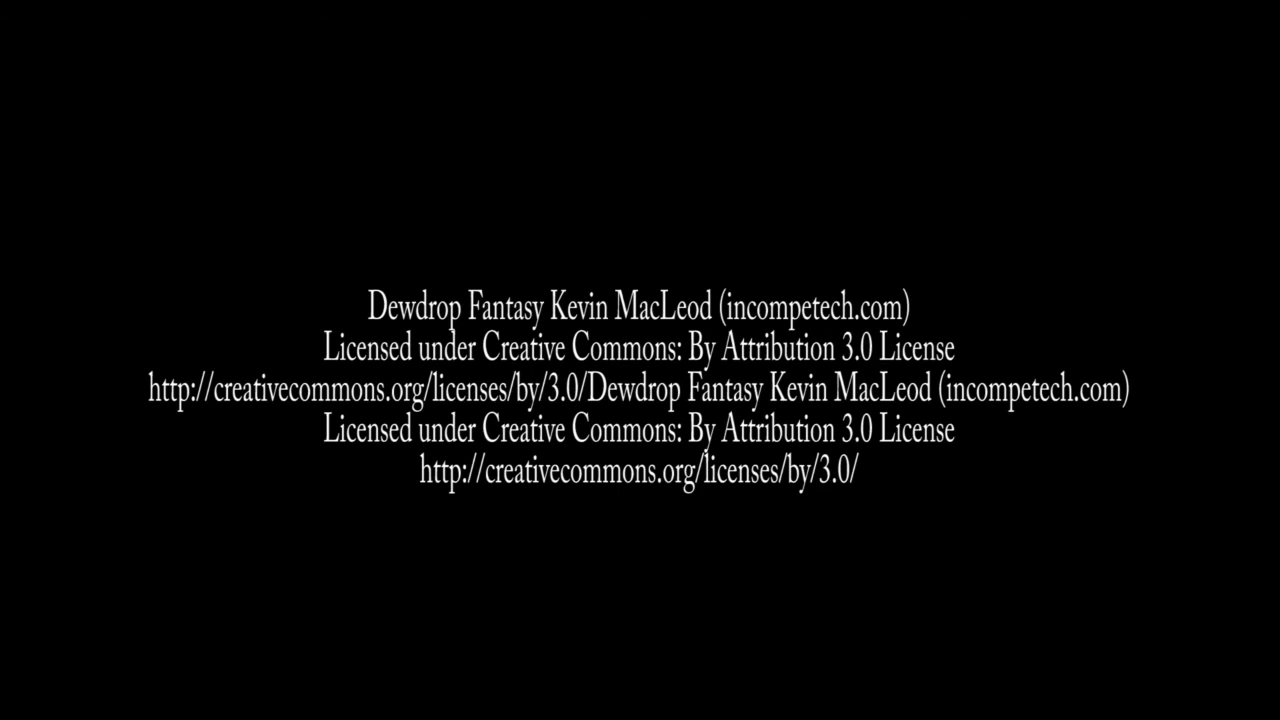 Dewdrop Fantasy Kevin MacLeod (incompetech.com)
Licensed under Creative Commons: By Attribution 3.0 License
http://creativecommons.org/licenses/by/3.0/Dewdrop Fantasy Kevin MacLeod (incompetech.com)
Licensed under Creative Commons: By Attribution 3.0 License
http://creativecommons.org/licenses/by/3.0/